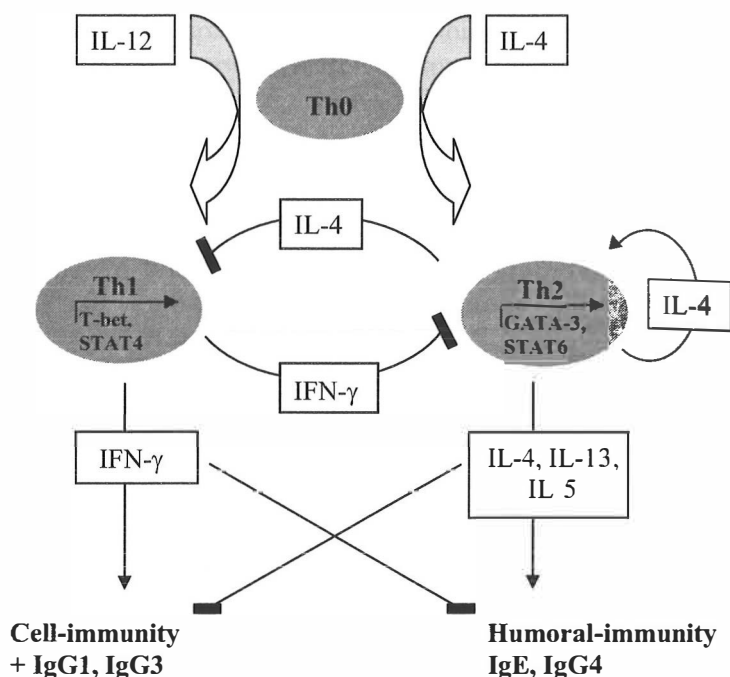 IL-12
IL-4
Th0
IL-4
Th1
T-bet,
STAT4
Th2
GATA-3,
STAT6
IL-4
IFN-γ
IFN-γ
IL-4, IL-13,
IL 5
Cell-immunity
+ IgG1, IgG3
Humoral-immunity
IgE, IgG4